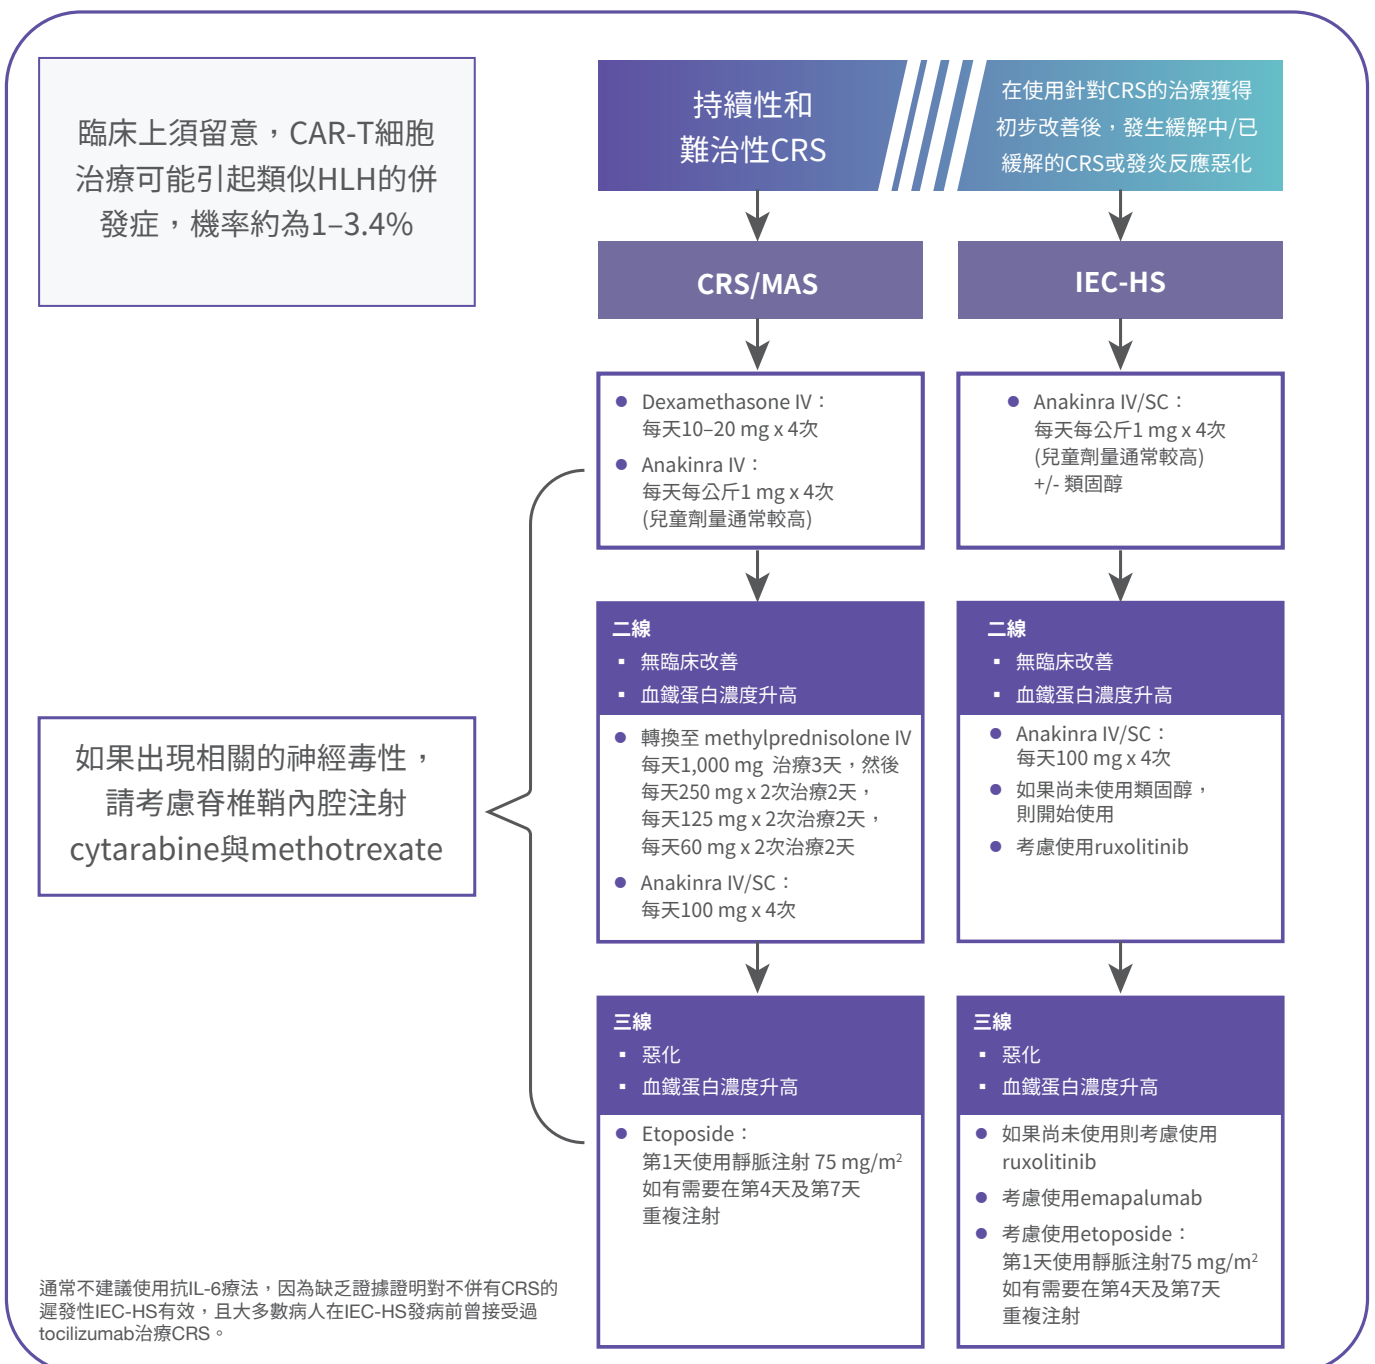 臨床上須留意，CAR-T細胞
治療可能引起類似HLH的併
發症，機率約為1–3.4%
持續性和
難治性CRS
在使用針對CRS的治療獲得
初步改善後，發生緩解中/已
緩解的CRS或發炎反應惡化
CRS/MAS
IEC-HS
● Dexamethasone IV：
每天10–20 mg x 4次
● Anakinra IV：
每天每公斤1 mg x 4次
(兒童劑量通常較高)
● Anakinra IV/SC：
每天每公斤1 mg x 4次
(兒童劑量通常較高)
+/- 類固醇
二線
▪ 無臨床改善
▪ 血鐵蛋白濃度升高
● 轉換至 methylprednisolone IV
每天1,000 mg 治療3天，然後
每天250 mg x 2次治療2天，
每天125 mg x 2次治療2天，
每天60 mg x 2次治療2天
● Anakinra IV/SC：
每天100 mg x 4次
二線
▪ 無臨床改善
▪ 血鐵蛋白濃度升高
● Anakinra IV/SC：
每天100 mg x 4次
● 如果尚未使用類固醇，
則開始使用
● 考慮使用ruxolitinib
如果出現相關的神經毒性，
請考慮脊椎鞘內腔注射
cytarabine與methotrexate
三線
▪ 惡化
▪ 血鐵蛋白濃度升高
● Etoposide：
第1天使用靜脈注射 75 mg/m²
如有需要在第4天及第7天
重複注射
三線
▪ 惡化
▪ 血鐵蛋白濃度升高
● 如果尚未使用則考慮使用
ruxolitinib
● 考慮使用emapalumab
● 考慮使用etoposide：
第1天使用靜脈注射75 mg/m²
如有需要在第4天及第7天
重複注射
通常不建議使用抗IL-6療法，因為缺乏證據證明對不併有CRS的
遲發性IEC-HS有效，且大多數病人在IEC-HS發病前曾接受過
tocilizumab治療CRS。